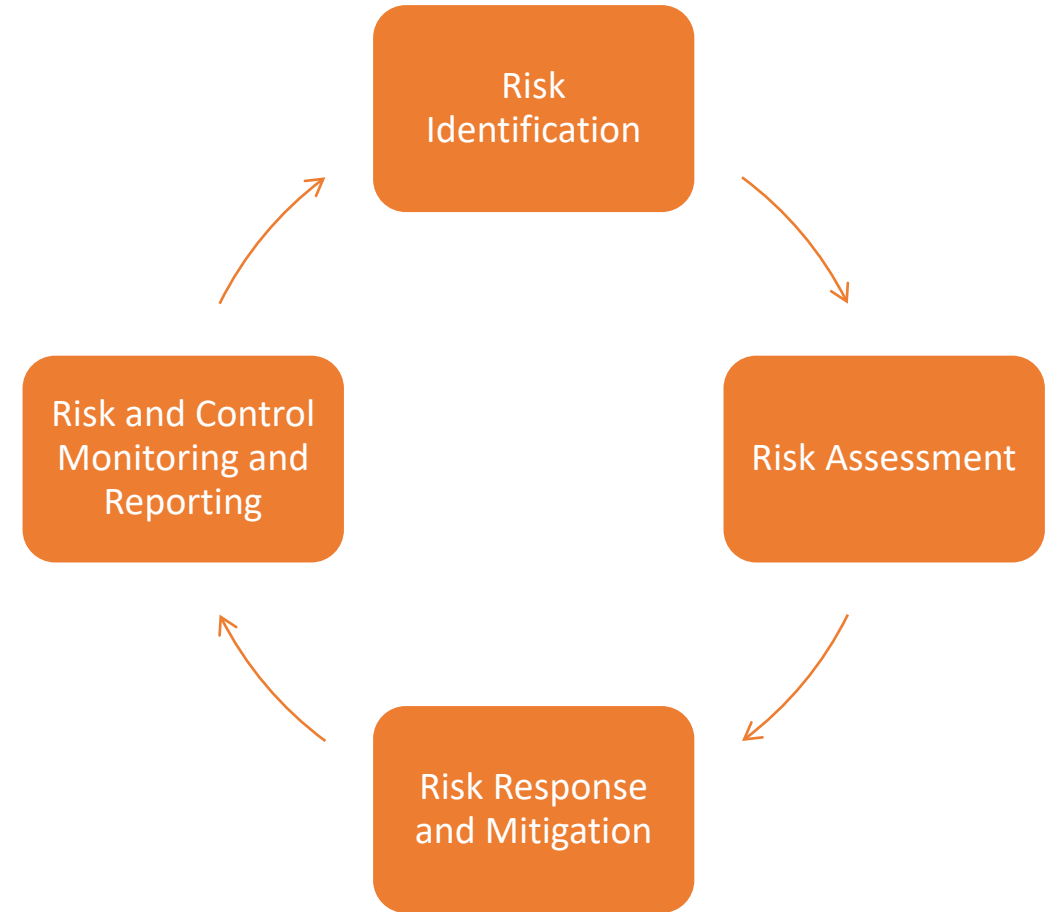 Risk
Identification
Risk Assessment
Risk Response
and Mitigation
Risk and Control
Monitoring and
Reporting